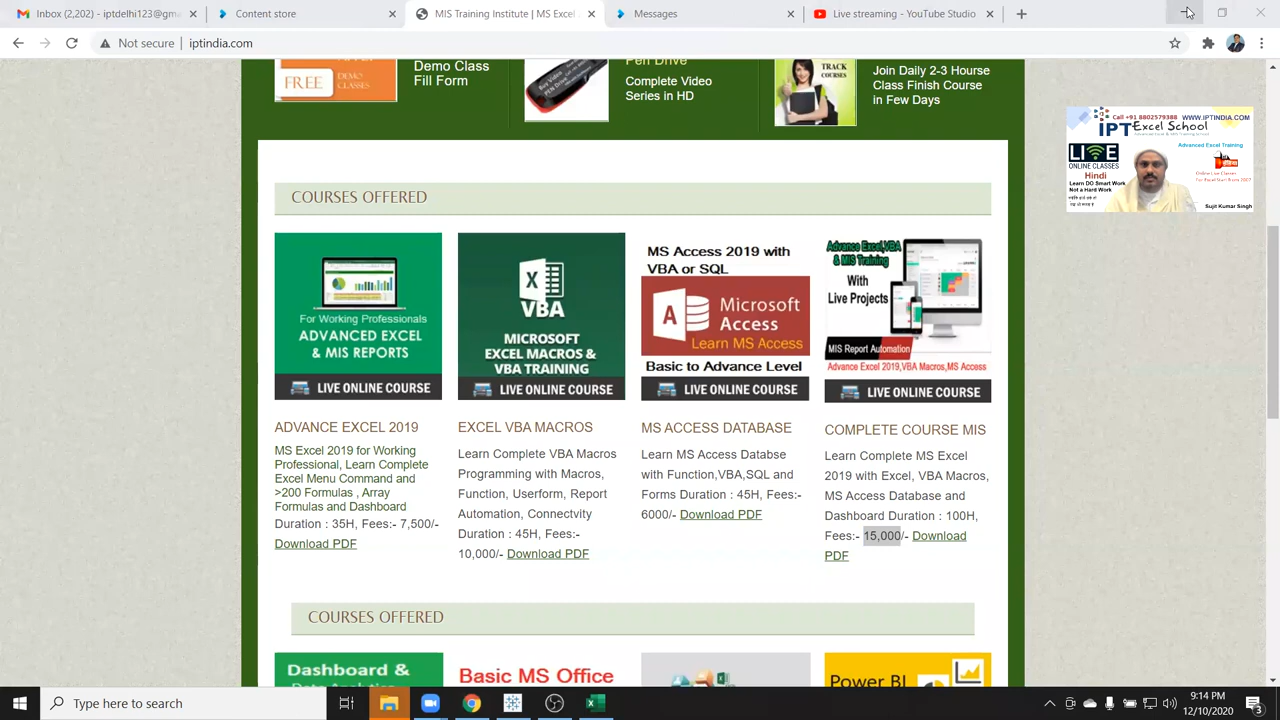 Inbox (2,202) - iptdelhi123@gm
Content store
MIS Training Institute | MS Excel
Messages
Live streaming - YouTube Studio
Not secure | iptindia.com
FREE DEMO CLASSES
Demo Class
Fill Form
Pen Drive
Complete Video
Series in HD
TRACK
COURSES
Join Daily 2-3 Hourse
Class Finish Course
in Few Days
Call +91 8802579388 WWW.IPTINDIA.COM
IPT Excel School
LIVE
ONLINE CLASSES
Hindi
Learn DO Smart Work
Not a Hard Work
Advanced Excel Training
Online Live Classes
Sujit Kumar Singh
COURSES OFFERED
For Working Professionals
ADVANCED EXCEL
& MIS REPORTS
LIVE ONLINE COURSE
VBA
MICROSOFT
EXCEL MACROS &
VBA TRAINING
LIVE ONLINE COURSE
MS Access 2019 with
VBA or SQL
Microsoft
Access
Learn MS Access
Basic to Advance Level
LIVE ONLINE COURSE
Advance Excel,VBA
& MIS Training
With
Live Projects
MIS Report Automation
Advance Excel 2019,VBA Macros,MS Access
LIVE ONLINE COURSE
ADVANCE EXCEL 2019
MS Excel 2019 for Working
Professional, Learn Complete
Excel Menu Command and
>200 Formulas , Array
Formulas and Dashboard
Duration : 35H, Fees:- 7,500/-
Download PDF
EXCEL VBA MACROS
Learn Complete VBA Macros
Programming with Macros,
Function, Userform, Report
Automation, Connectvity
Duration : 45H, Fees:-
10,000/- Download PDF
MS ACCESS DATABASE
Learn MS Access Databse
with Function,VBA,SQL and
Forms Duration : 45H, Fees:-
6000/- Download PDF
COMPLETE COURSE MIS
Learn Complete MS Excel
2019 with Excel, VBA Macros,
MS Access Database and
Dashboard Duration : 100H,
Fees:- 15,000/- Download
PDF
COURSES OFFERED
Dashboard &
Basic MS Office
Power BI
Type here to search
9:14 PM
12/10/2020
3